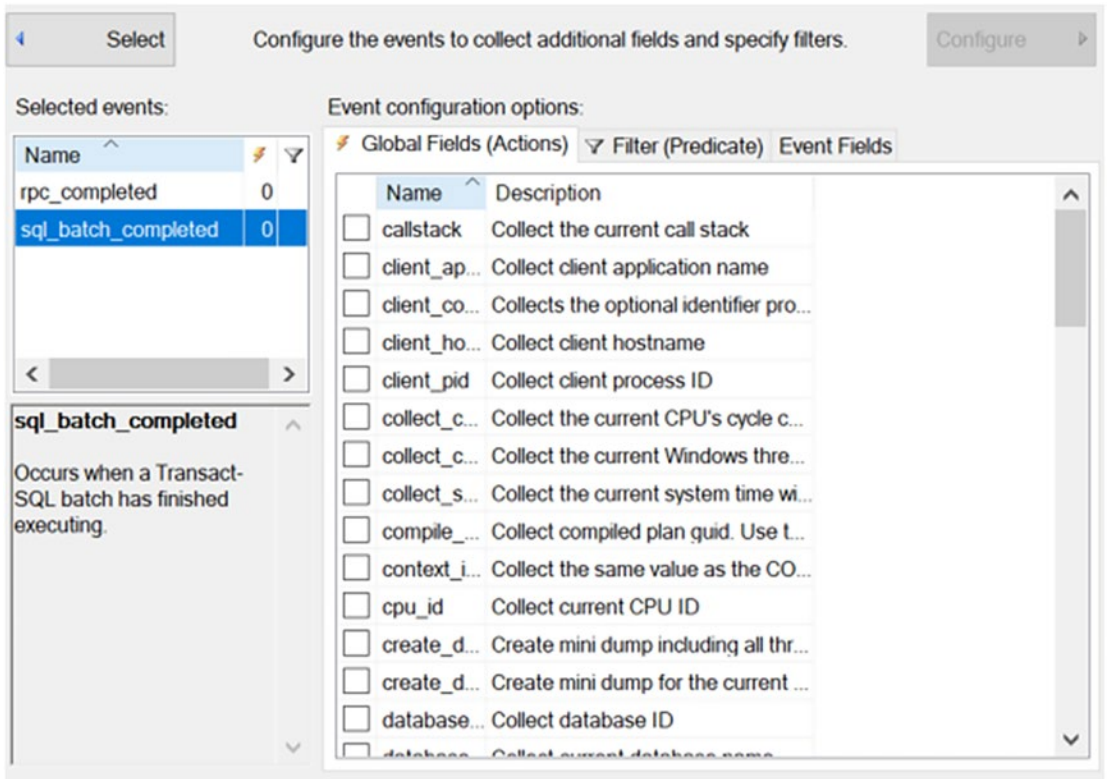 Select
Configure the events to collect additional fields and specify filters.
Configure
Selected events:
Name
rpc_completed 0
sql_batch_completed 0
sql_batch_completed
Occurs when a Transact-
SQL batch has finished
executing.
Event configuration options:
Global Fields (Actions) Filter (Predicate) Event Fields
Name Description
callstack Collect the current call stack
client_ap... Collect client application name
client_co... Collects the optional identifier pro...
client_ho... Collect client hostname
client_pid Collect client process ID
collect_c... Collect the current CPU's cycle c...
collect_c... Collect the current Windows thre...
collect_s... Collect the current system time wi...
compile_... Collect compiled plan guid. Use t...
context_i... Collect the same value as the CO...
cpu_id Collect current CPU ID
create_d... Create mini dump including all thr...
create_d... Create mini dump for the current ...
database... Collect database ID
database... Collect current database name